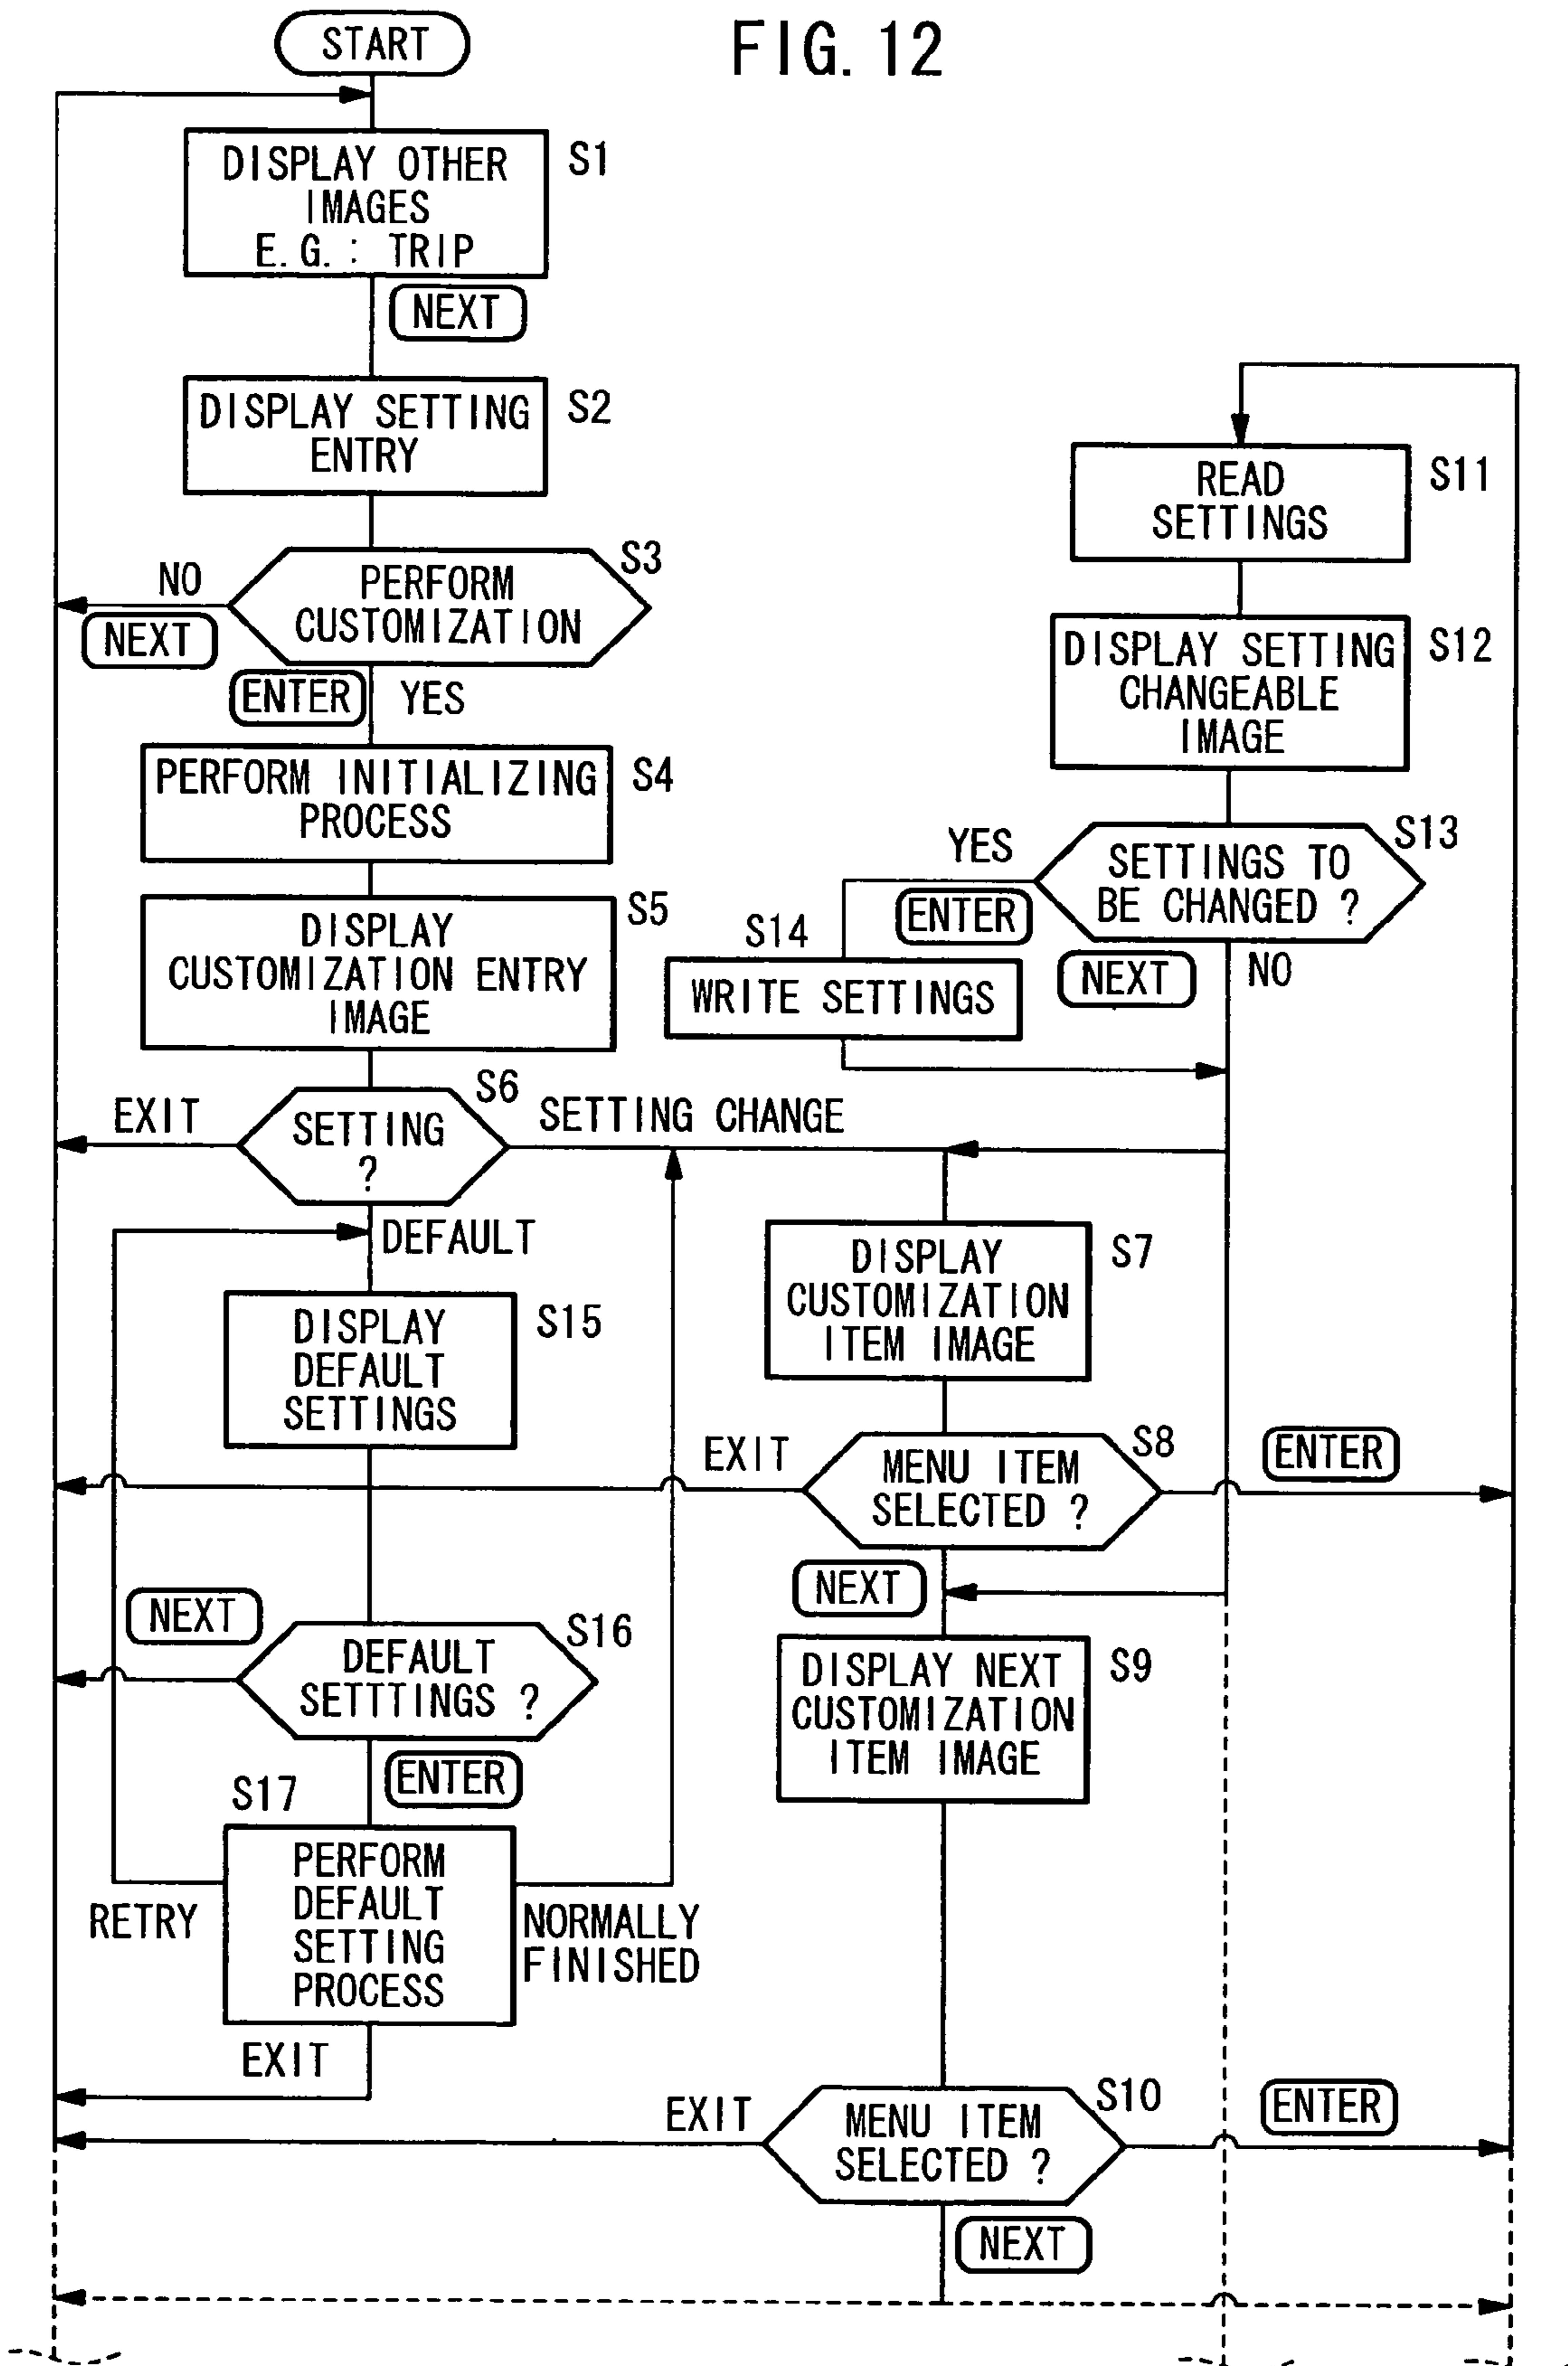 FIG. 12
START
DISPLAY OTHER
IMAGES
E.G.: TRIP
S1
NEXT
DISPLAY SETTING
ENTRY
S2
PERFORM
CUSTOMIZATION
S3
NO
NEXT
ENTER
YES
PERFORM INITIALIZING
PROCESS
S4
DISPLAY
CUSTOMIZATION ENTRY
IMAGE
S5
SETTING
?
S6
EXIT
SETTING CHANGE
DEFAULT
DISPLAY
DEFAULT
SETTINGS
S15
NEXT
DEFAULT
SETTTINGS ?
S16
ENTER
S17
PERFORM
DEFAULT
SETTING
PROCESS
RETRY
NORMALLY
FINISHED
EXIT
READ
SETTINGS
S11
DISPLAY SETTING
CHANGEABLE
IMAGE
S12
SETTINGS TO
BE CHANGED ?
S13
YES
ENTER
S14
WRITE SETTINGS
NEXT
NO
DISPLAY
CUSTOMIZATION
ITEM IMAGE
S7
EXIT
MENU ITEM
SELECTED ?
S8
ENTER
NEXT
DISPLAY NEXT
CUSTOMIZATION
ITEM IMAGE
S9
EXIT
MENU ITEM
SELECTED ?
S10
ENTER
NEXT